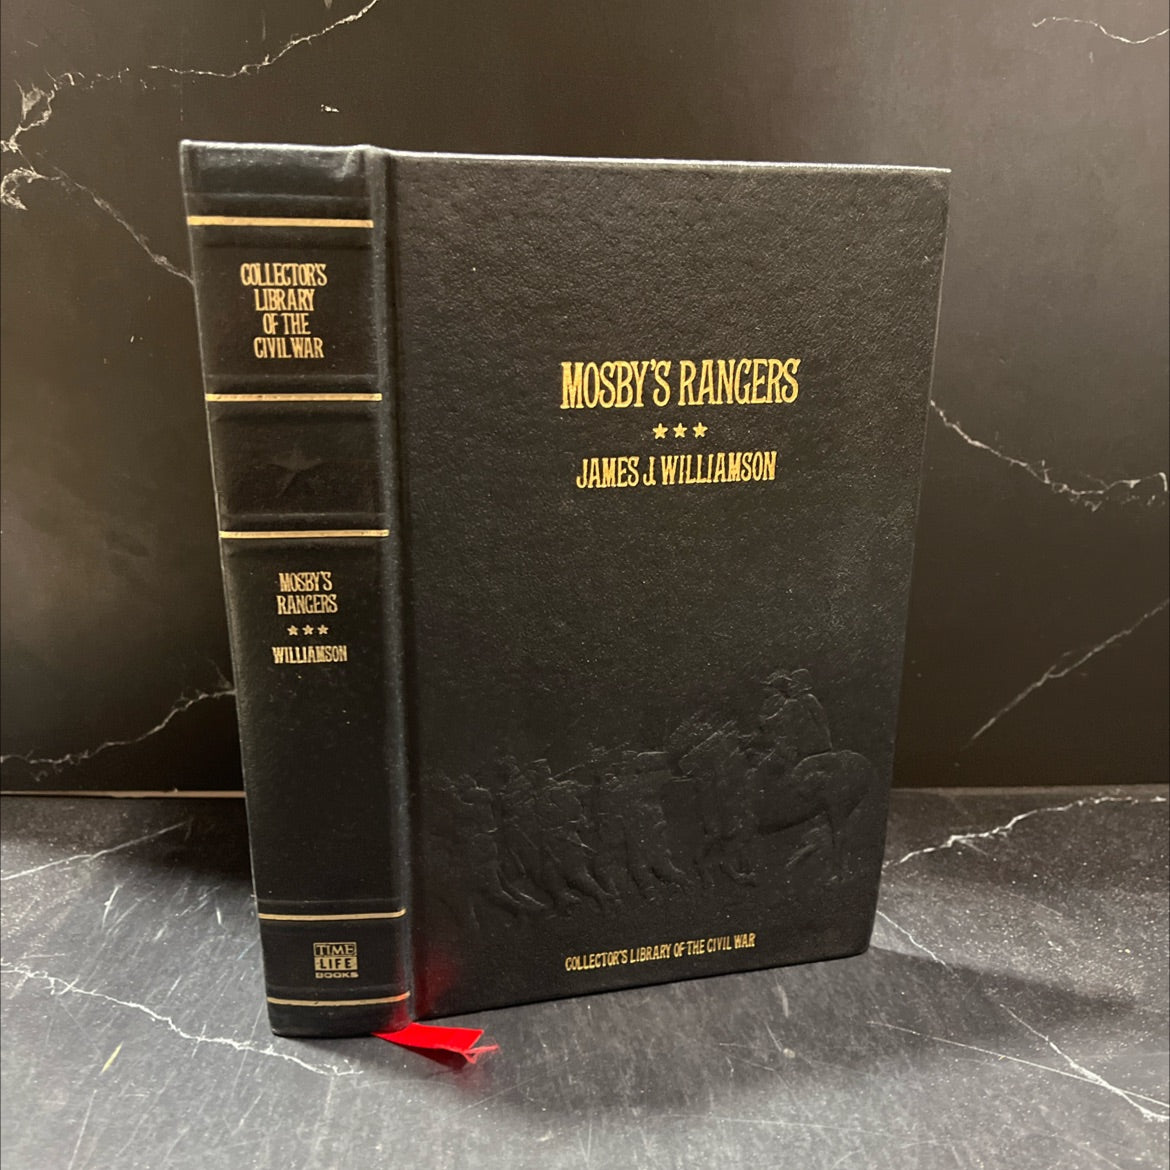 COLLECTOR'S
LIBRARY
OF THE
CIVIL WAR
MOSBY'S
RANGERS
WILLIAMSON
TIME
LIFE
BOOKS
MOSBY'S RANGERS
JAMES J. WILLIAMSON
COLLECTOR'S LIBRARY OF THE CIVIL WAR